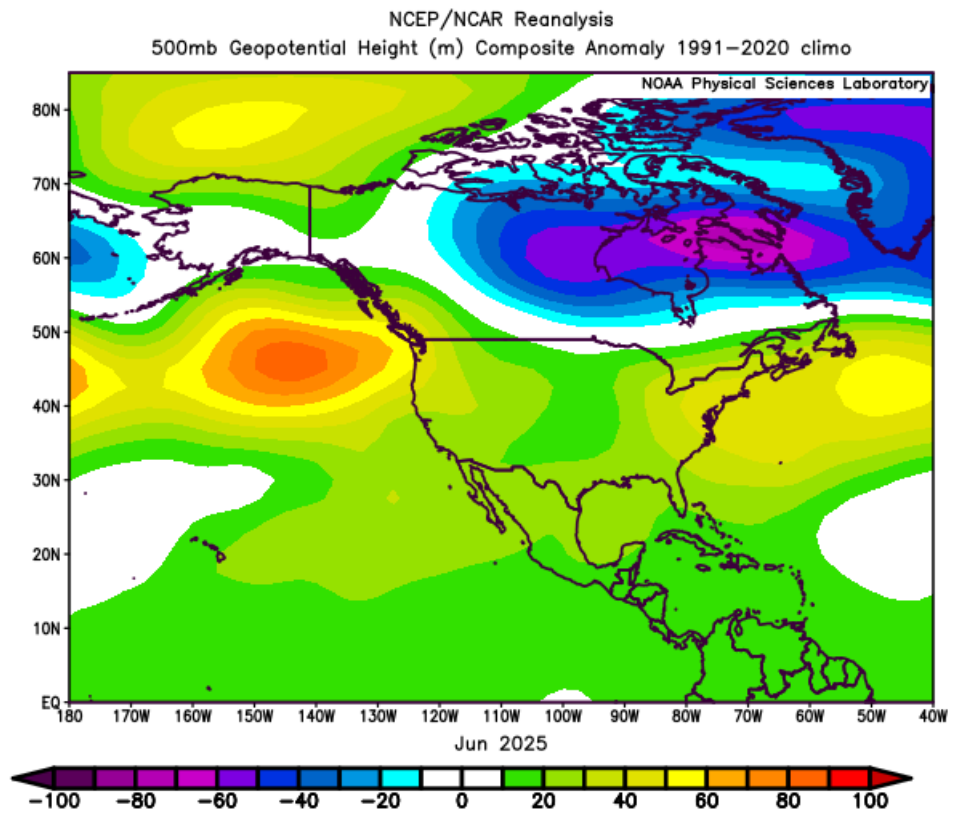 NCEP/NCAR Reanalysis
500mb Geopotential Height (m) Composite Anomaly 1991−2020 climo
NOAA Physical Sciences Laboratory
80N
70N
60N
50N
40N
30N
20N
10N
EQ
180 170W 160W 150W 140W 130W 120W 110W 100W 90W 80W 70W 60W 50W 40W
Jun 2025
−100 −80 −60 −40 −20 0 20 40 60 80 100